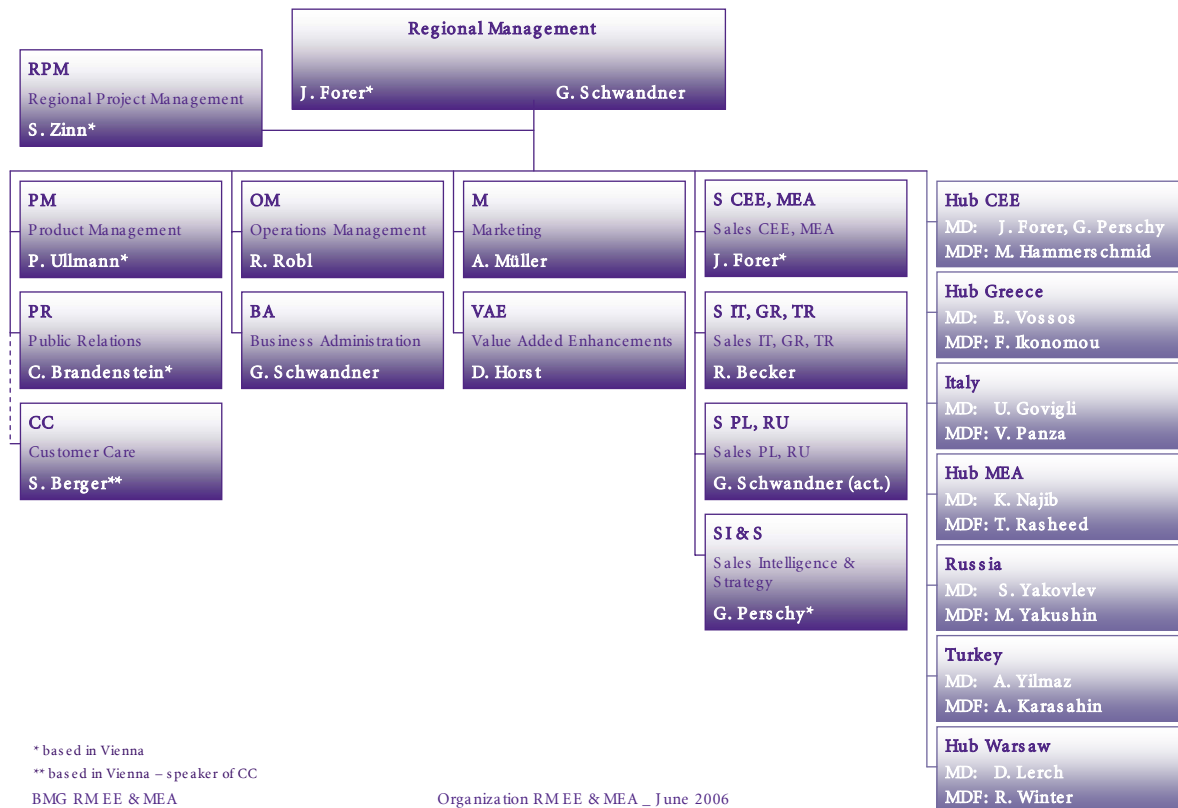 Regional Management
J. Forer* G. Schwandner
RPM
Regional Project Management
S. Zinn*
PM
Product Management
P. Ullmann*
PR
Public Relations
C. Brandenstein*
CC
Customer Care
S. Berger**
OM
Operations Management
R. Robl
BA
Business Administration
G. Schwandner
M
Marketing
A. Müller
VAE
Value Added Enhancements
D. Horst
S CEE, MEA
Sales CEE, MEA
J. Forer*
S IT, GR, TR
Sales IT, GR, TR
R. Becker
S PL, RU
Sales PL, RU
G. Schwandner (act.)
SI & S
Sales Intelligence &
Strategy
G. Perschy*
Hub CEE
MD: J. Forer, G. Perschy
MDF: M. Hammerschmid
Hub Greece
MD: E. Vossos
MDF: F. Ikonomou
Italy
MD: U. Govigli
MDF: V. Panza
Hub MEA
MD: K. Najib
MDF: T. Rasheed
Russia
MD: S. Yakovlev
MDF: M. Yakushin
Turkey
MD: A. Yilmaz
MDF: A. Karasahin
Hub Warsaw
MD: D. Lerch
MDF: R. Winter
* based in Vienna
** based in Vienna – speaker of CC
BMG RM EE & MEA Organization RM EE & MEA _ June 2006